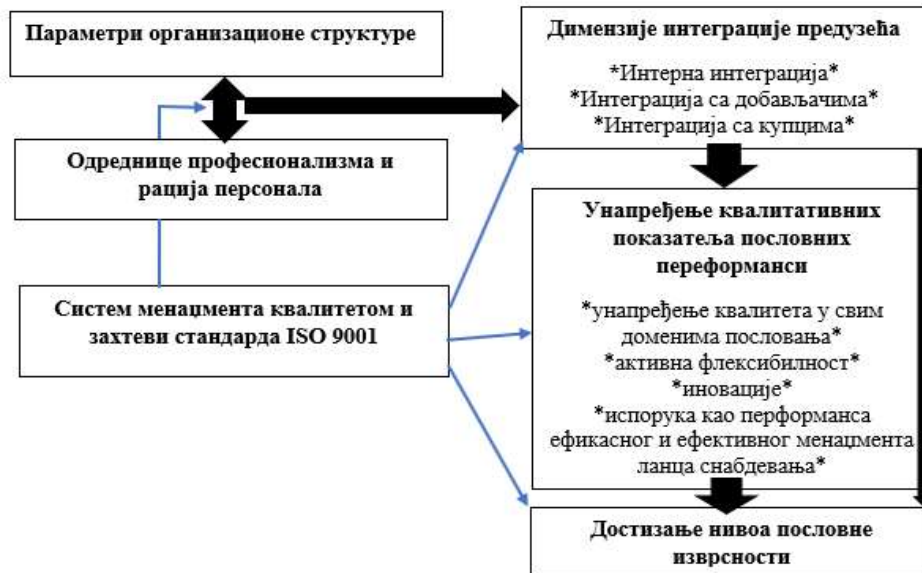 Параметри организационе структуре
Одреднице професионализма и
рација персонала
Систем менаџмента квалитетом и
захтеви стандарда ISO 9001
Димензије интеграције предузећа
*Интерна интеграција*
*Интеграција са добављачима*
*Интеграција са купцима*
Унапређење квалитативних
показатеља пословних
переформанси
*унапређење квалитета у свим
доменима пословања*
*активна флексибилност*
*иновације*
*испорука као перформанса
ефикасног и ефективног менаџмента
ланца снабдевања*
Достизање нивоа пословне
изврсности